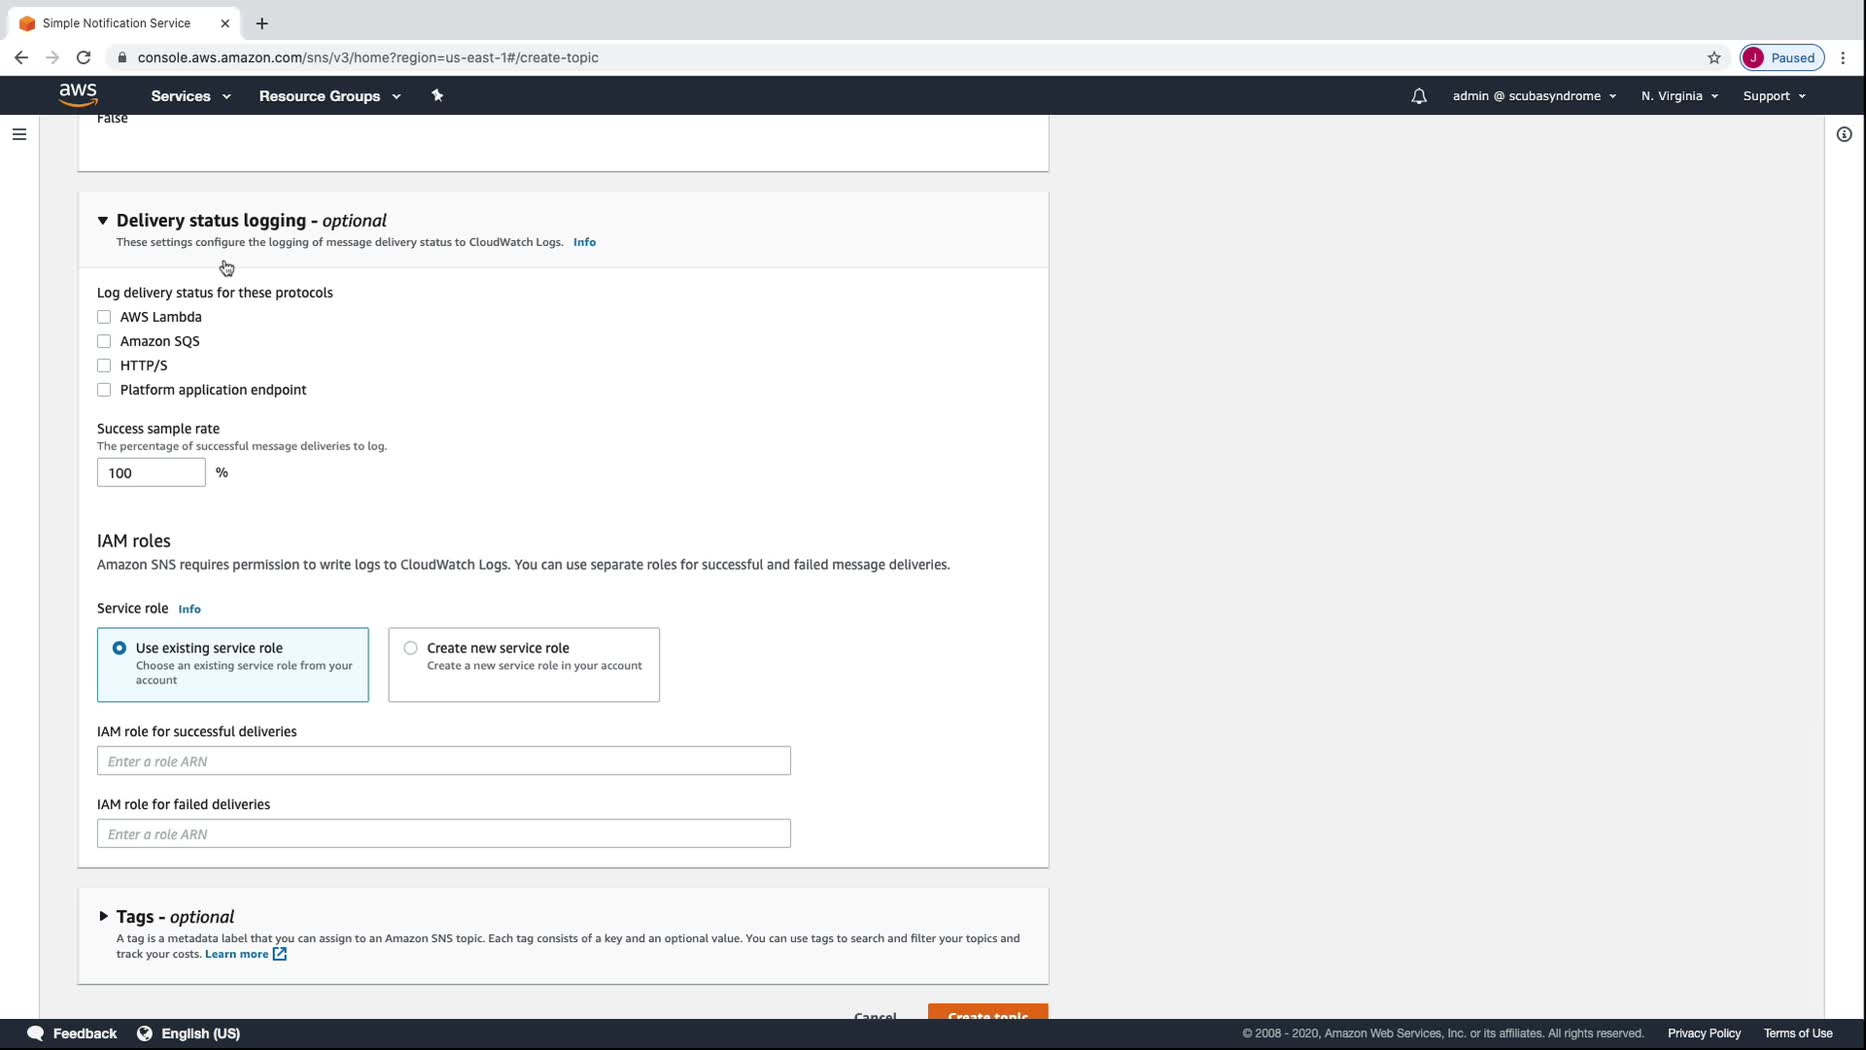 Simple Notification Service
console.aws.amazon.com/sns/v3/home?region=us-east-1#/create-topic
J Paused
aws Services Resource Groups admin @ scubasyndrome N. Virginia Support
False
Delivery status logging - optional
These settings configure the logging of message delivery status to CloudWatch Logs. Info
Log delivery status for these protocols
AWS Lambda
Amazon SQS
HTTP/S
Platform application endpoint
Success sample rate
The percentage of successful message deliveries to log.
100 %
IAM roles
Amazon SNS requires permission to write logs to CloudWatch Logs. You can use separate roles for successful and failed message deliveries.
Service role Info
Use existing service role
Choose an existing service role from your
account
Create new service role
Create a new service role in your account
IAM role for successful deliveries
Enter a role ARN
IAM role for failed deliveries
Enter a role ARN
Tags - optional
A tag is a metadata label that you can assign to an Amazon SNS topic. Each tag consists of a key and an optional value. You can use tags to search and filter your topics and
track your costs. Learn more
Cancel Create topic
Feedback English (US) © 2008 - 2020, Amazon Web Services, Inc. or its affiliates. All rights reserved. Privacy Policy Terms of Use